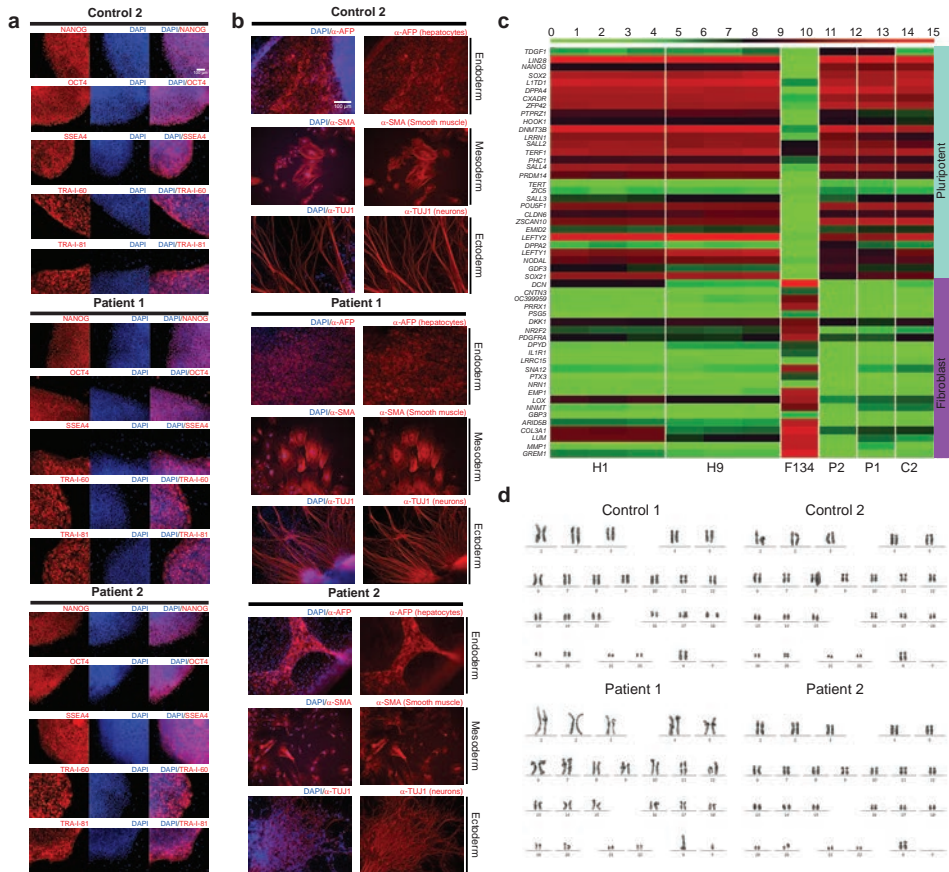 a
Control 2
NANOG DAPI DAPI/NANOG
100 µm
OCT4 DAPI DAPI/OCT4
SSEA4 DAPI DAPI/SSEA4
TRA-I-60 DAPI DAPI/TRA-I-60
TRA-I-81 DAPI DAPI/TRA-I-81
Patient 1
NANOG DAPI DAPI/NANOG
OCT4 DAPI DAPI/OCT4
SSEA4 DAPI DAPI/SSEA4
TRA-I-60 DAPI DAPI/TRA-I-60
TRA-I-81 DAPI DAPI/TRA-I-81
Patient 2
NANOG DAPI DAPI/NANOG
OCT4 DAPI DAPI/OCT4
SSEA4 DAPI DAPI/SSEA4
TRA-I-60 DAPI DAPI/TRA-I-60
TRA-I-81 DAPI DAPI/TRA-I-81
b
Control 2
DAPI/α-AFP α-AFP (hepatocytes)
100 µm
Endoderm
DAPI/α-SMA α-SMA (Smooth muscle)
Mesoderm
DAPI/α-TUJ1 α-TUJ1 (neurons)
Ectoderm
Patient 1
DAPI/α-AFP α-AFP (hepatocytes)
Endoderm
DAPI/α-SMA α-SMA (Smooth muscle)
Mesoderm
DAPI/α-TUJ1 α-TUJ1 (neurons)
Ectoderm
Patient 2
DAPI/α-AFP α-AFP (hepatocytes)
Endoderm
DAPI/α-SMA α-SMA (Smooth muscle)
Mesoderm
DAPI/α-TUJ1 α-TUJ1 (neurons)
Ectoderm
c
0 1 2 3 4 5 6 7 8 9 10 11 12 13 14 15
TDGF1
LIN28
NANOG
SOX2
L1TD1
DPPA4
CXADR
ZFP42
PTPRZ1
HOOK1
DNMT3B
LRRN1
SALL2
TERF1
PHC1
SALL4
PRDM14
TERT
ZIC5
SALL3
POU5F1
CLDN6
ZSCAN10
EMID2
LEFTY2
DPPA2
LEFTY1
NODAL
GDF3
SOX21
DCN
CNTN3
OC399959
PRRX1
PSG5
DKK1
NR2F2
PDGFRA
DPYD
IL1R1
LRRC15
SNA12
PTX3
NRN1
EMP1
LOX
NNMT
GBP3
ARID5B
COL3A1
LUM
MMP1
GREM1
Pluripotent
Fibroblast
H1 H9 F134 P2 P1 C2
d
Control 1
Control 2
Patient 1
Patient 2